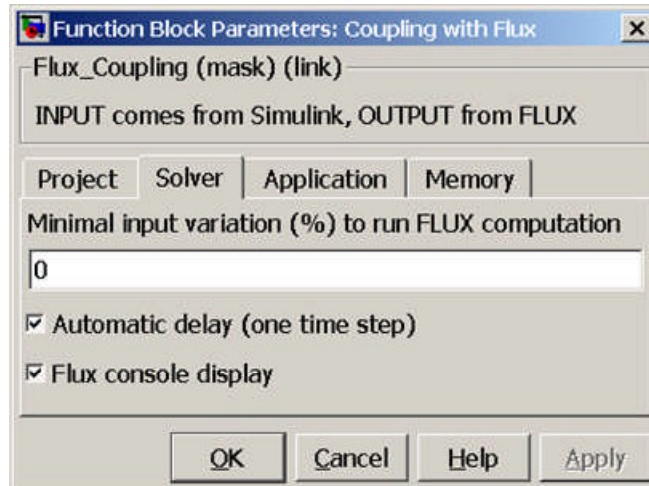 Function Block Parameters: Coupling with Flux
Flux_Coupling (mask) (link)
INPUT comes from Simulink, OUTPUT from FLUX
Project Solver Application Memory
Minimal input variation (%) to run FLUX computation
0
Automatic delay (one time step)
Flux console display
OK Cancel Help Apply